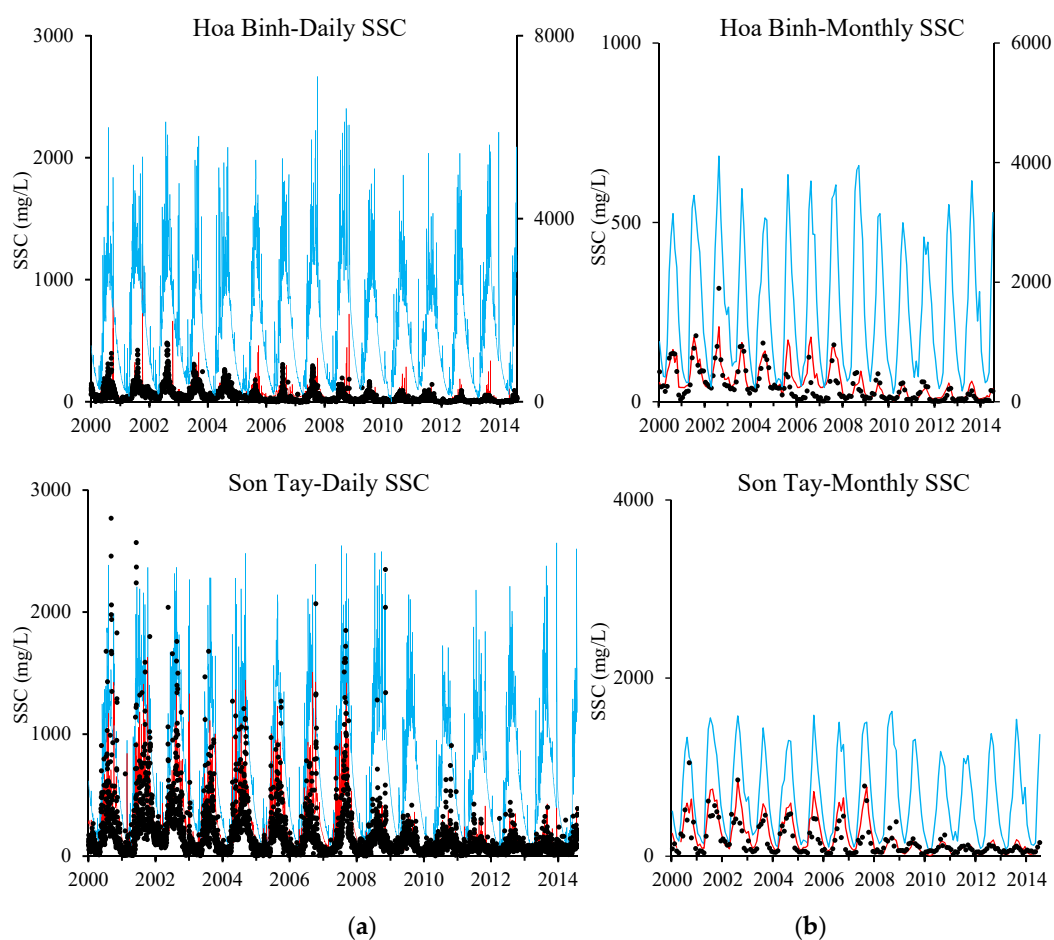 Hoa Binh-Daily SSC
3000
2000
1000
0
SSC (mg/L)
8000
4000
0
2000 2002 2004 2006 2008 2010 2012 2014
Hoa Binh-Monthly SSC
1000
500
0
SSC (mg/L)
6000
4000
2000
0
2000 2002 2004 2006 2008 2010 2012 2014
Son Tay-Daily SSC
3000
2000
1000
0
SSC (mg/L)
2000 2002 2004 2006 2008 2010 2012 2014
Son Tay-Monthly SSC
4000
2000
0
SSC (mg/L)
2000 2002 2004 2006 2008 2010 2012 2014
(a)
(b)